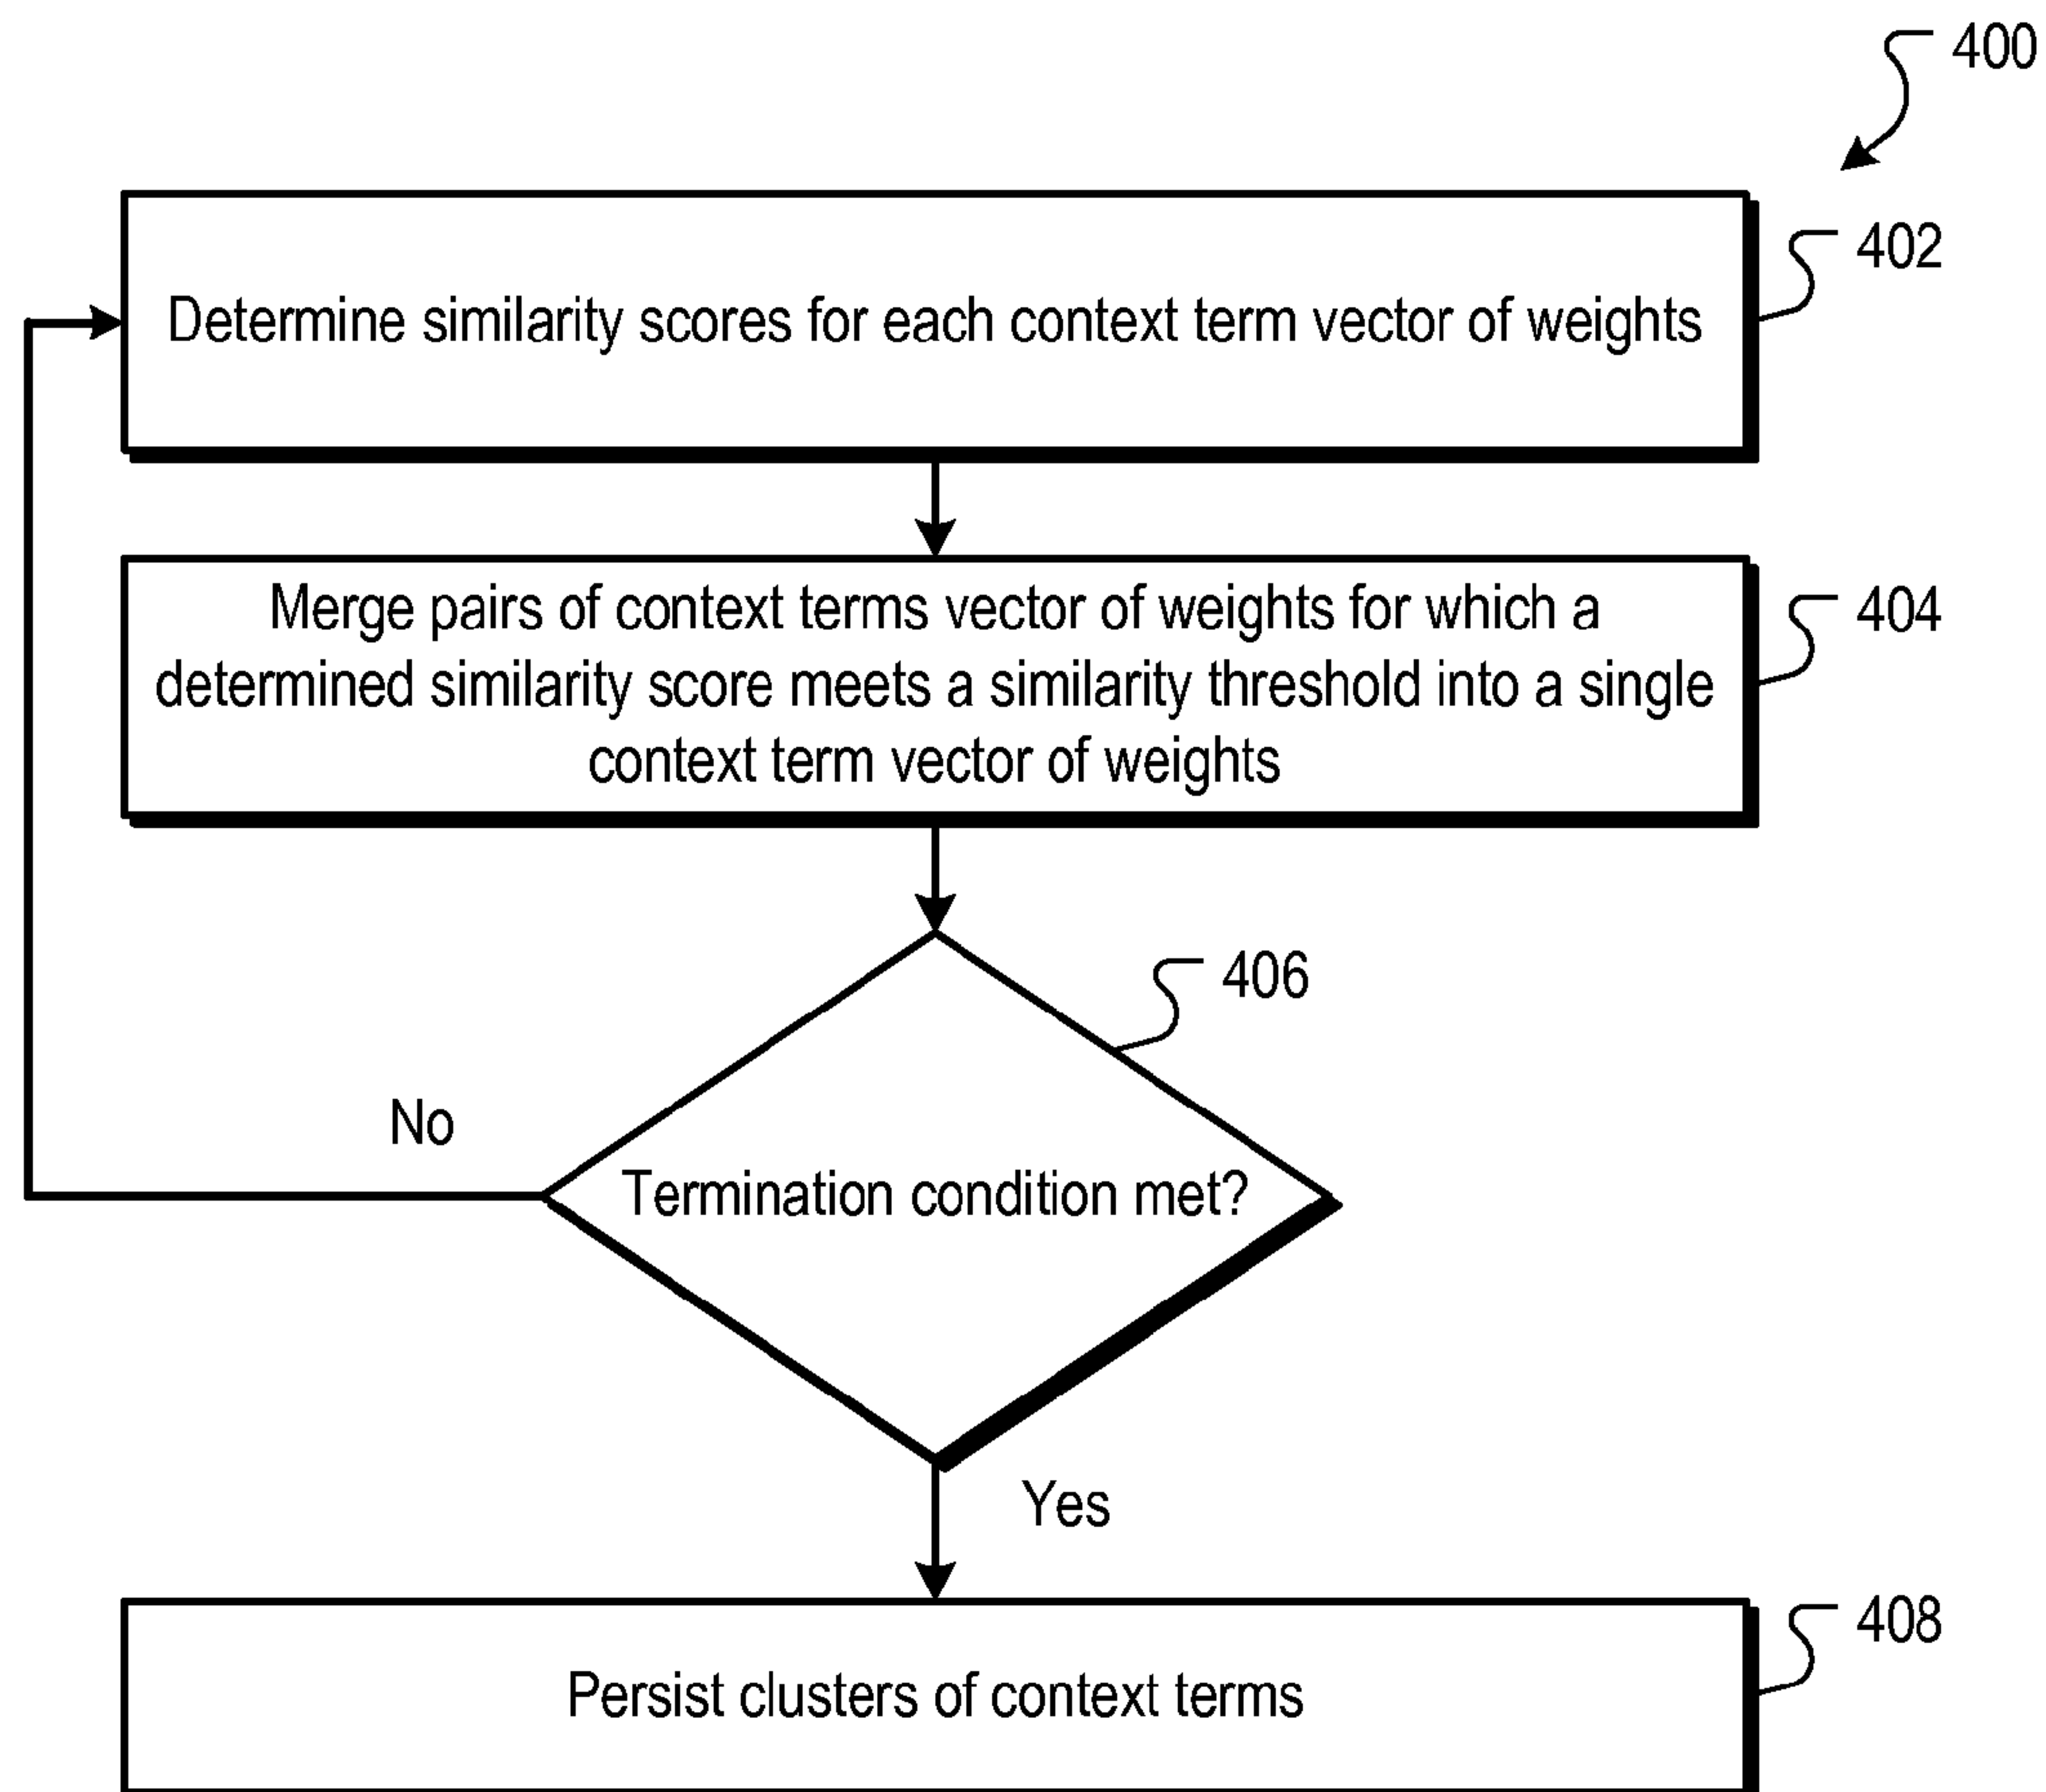 400
402
Determine similarity scores for each context term vector of weights
404
Merge pairs of context terms vector of weights for which a
determined similarity score meets a similarity threshold into a single
context term vector of weights
406
No
Termination condition met?
Yes
408
Persist clusters of context terms